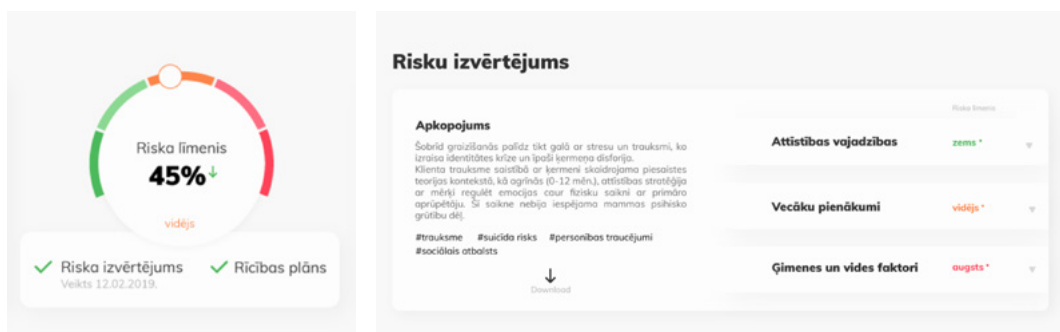 Riska līmenis
45%↓
vidējs
Riska izvērtējums
Veikts 12.02.2019.
Rīcības plāns
Risku izvērtējums
Apkopojums
Šobrīd graizīšanās palīdz tikt galā ar stresu un trauksmi, ko
izraisa identitātes krīze un īpaši ķermeņa disforija.
Klienta trauksme saistībā ar ķermeni skaidrojama piesaistes
teorijas kontekstā, kā agrīnās (0-12 mēn.), attīstības stratēģija
ar mērķi regulēt emocijas caur fizisku saikni ar primāro
aprūpētāju. Šī saikne nebija iespējama mammas psihisko
grūtību dēļ.
#trauksme #suicīda risks #personības traucējumi
#sociālais atbalsts
Download
Riska līmenis
Attīstības vajadzības zems
Vecāku pienākumi vidējs
Ģimenes un vides faktori augsts